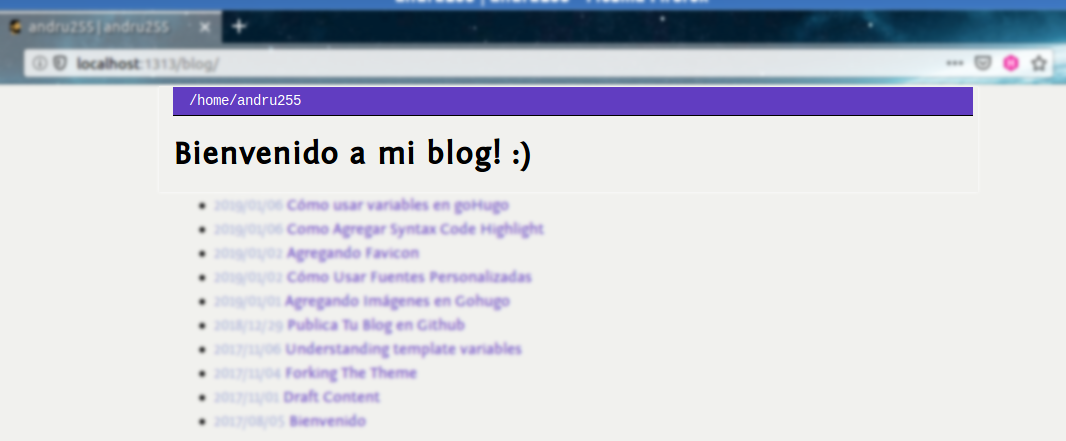 andru255 | andru255
localhost:1313/blog/
/home/andru255
Bienvenido a mi blog! :)
2019/01/06 Cómo usar variables en goHugo
2019/01/06 Como Agregar Syntax Code Highlight
2019/01/02 Agregando Favicon
2019/01/02 Cómo Usar Fuentes Personalizadas
2019/01/01 Agregando Imágenes en Gohugo
2018/12/29 Publica Tu Blog en Github
2017/11/06 Understanding template variables
2017/11/04 Forking The Theme
2017/11/01 Draft Content
2017/08/05 Bienvenido